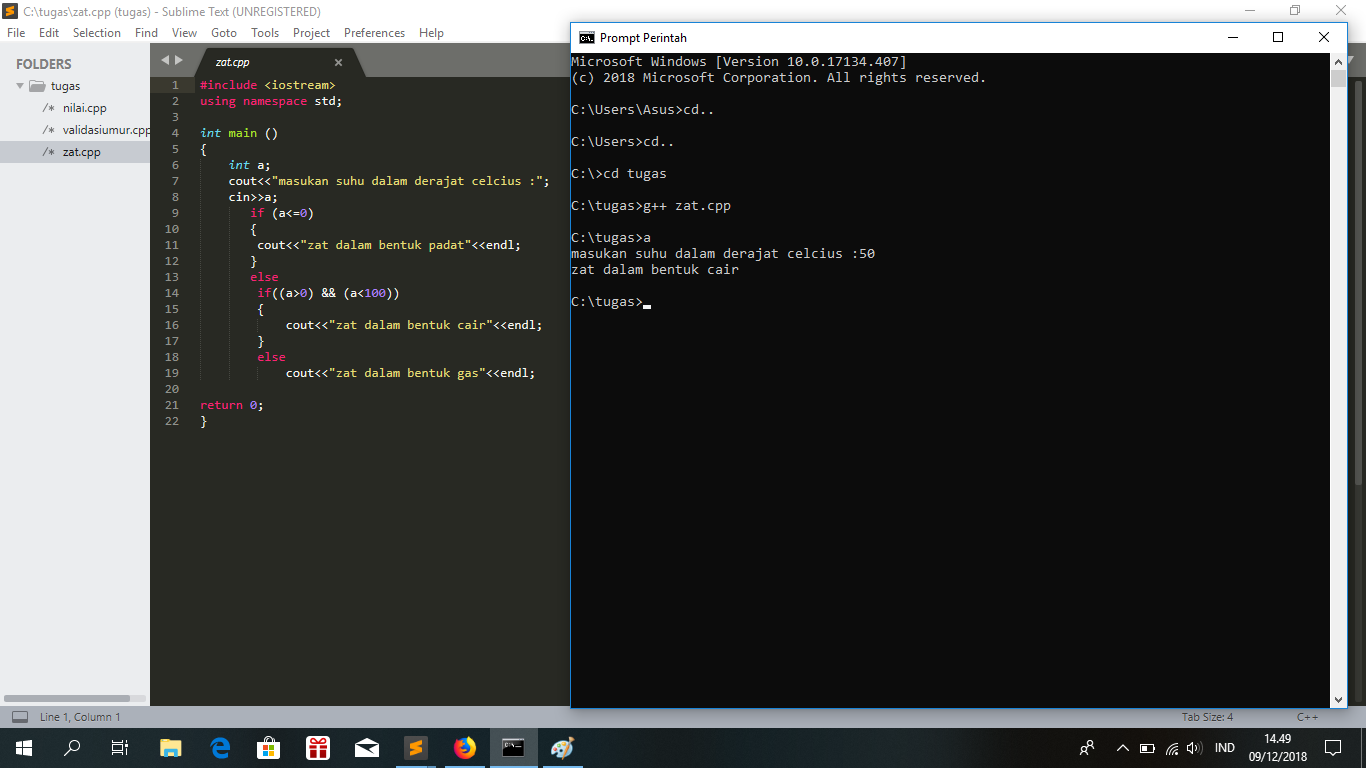 C:\tugas\zat.cpp (tugas) - Sublime Text (UNREGISTERED)
File Edit Selection Find View Goto Tools Project Preferences Help
FOLDERS
tugas
/* nilai.cpp
/* validasiumur.cpp
/* zat.cpp
zat.cpp
1 #include <iostream>
2 using namespace std;
3
4 int main ()
5 {
6 int a;
7 cout<<"masukan suhu dalam derajat celcius :";
8 cin>>a;
9 if (a<=0)
10 {
11 cout<<"zat dalam bentuk padat"<<endl;
12 }
13 else
14 if((a>0) && (a<100))
15 {
16 cout<<"zat dalam bentuk cair"<<endl;
17 }
18 else
19 cout<<"zat dalam bentuk gas"<<endl;
20
21 return 0;
22 }
Prompt Perintah
Microsoft Windows [Version 10.0.17134.407]
(c) 2018 Microsoft Corporation. All rights reserved.
C:\Users\Asus>cd..
C:\Users>cd..
C:\>cd tugas
C:\tugas>g++ zat.cpp
C:\tugas>a
masukan suhu dalam derajat celcius :50
zat dalam bentuk cair
C:\tugas>
Line 1, Column 1
Tab Size: 4
C++
IND
14.49
09/12/2018